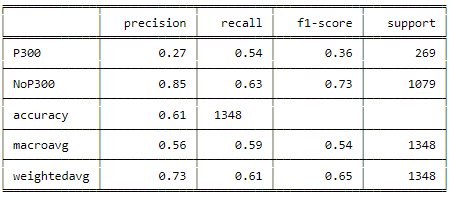 precision recall f1-score support
P300 0.27 0.54 0.36 269
NoP300 0.85 0.63 0.73 1079
accuracy 0.61 1348
macroavg 0.56 0.59 0.54 1348
weightedavg 0.73 0.61 0.65 1348